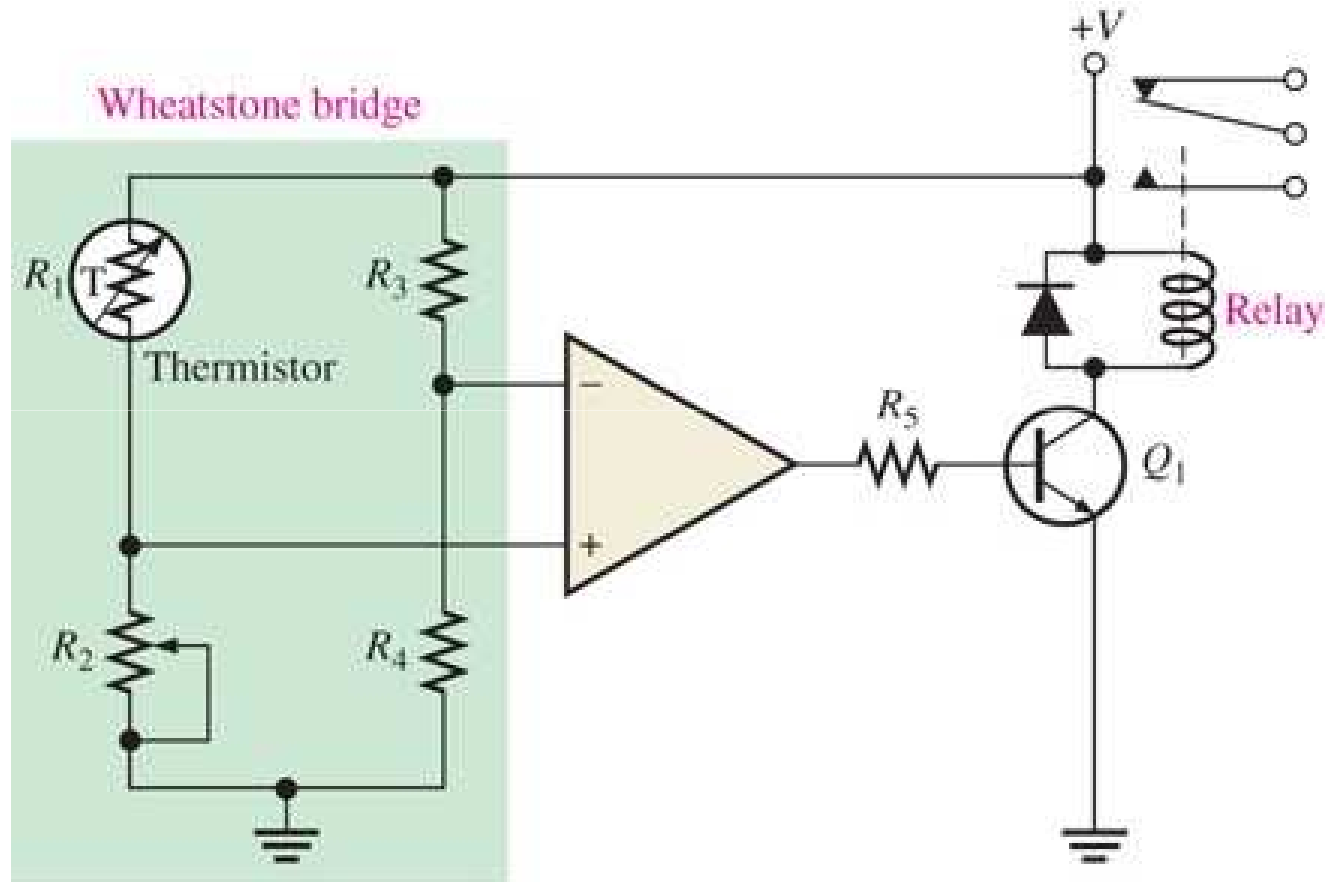 +V
Wheatstone bridge
R1
T
R3
Relay
Thermistor
−
R5
Q1
+
R2
R4